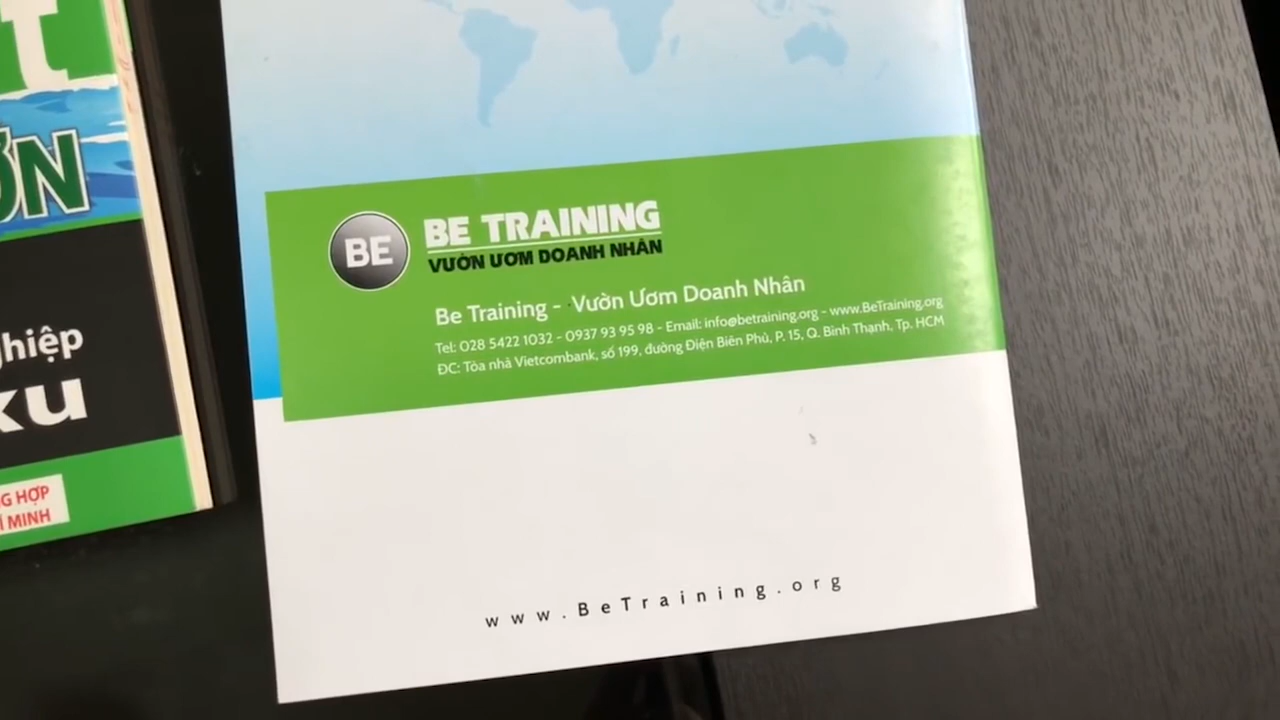 ƠN
ghiệp
ku
G HỢP
Í MINH
BE
BE TRAINING
VƯỜN ƯƠM DOANH NHÂN
Be Training - Vườn Ươm Doanh Nhân
Tel: 028 5422 1032 - 0937 93 95 98 - Email: info@betraining.org - www.BeTraining.org
ĐC: Tòa nhà Vietcombank, số 199, đường Điện Biên Phủ, P. 15, Q. Bình Thạnh. Tp. HCM
www.BeTraining.org